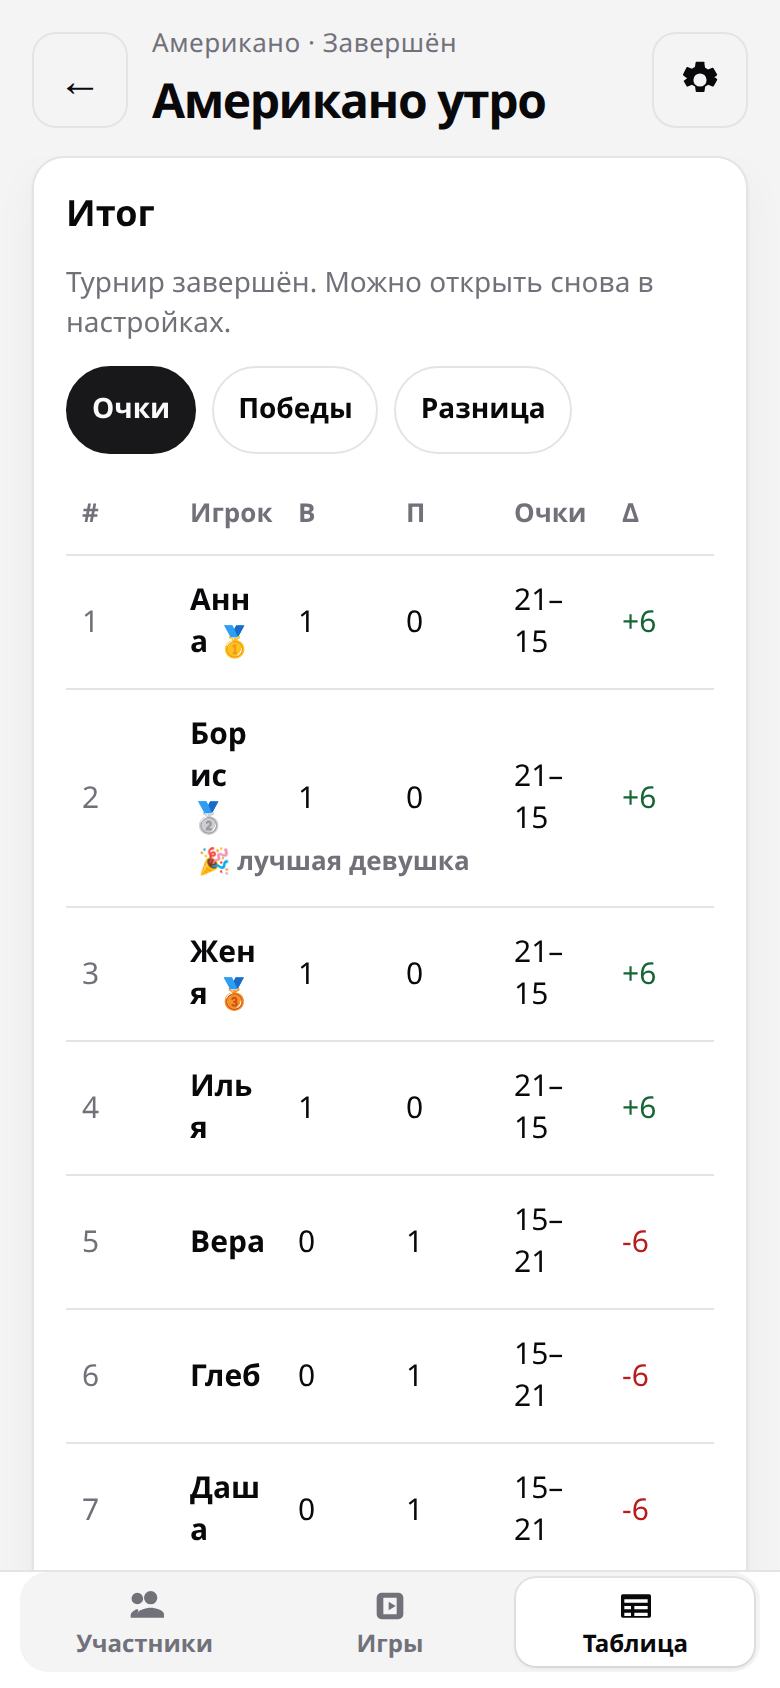 Американо · Завершён
←
Американо утро
Итог
Турнир завершён. Можно открыть снова в
настройках.
Очки Победы Разница
# Игрок В П Очки Δ
1 Анн
а 🥇 1 0 21–
15 +6
2 Бор
ис
🥈 1 0 21–
15 +6
🎉 лучшая девушка
3 Жен
я 🥉 1 0 21–
15 +6
4 Иль
я 1 0 21–
15 +6
5 Вера 0 1 15–
21 -6
6 Глеб 0 1 15–
21 -6
7 Даш
а 0 1 15–
21 -6
Участники Игры Таблица